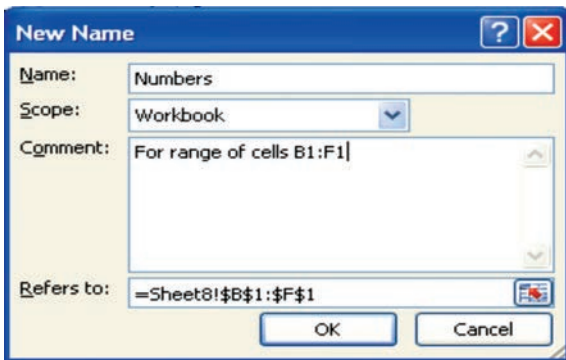 New Name
Name: Numbers
Scope: Workbook
Comment: For range of cells B1:F1
Refers to: =Sheet8!$B$1:$F$1
OK Cancel